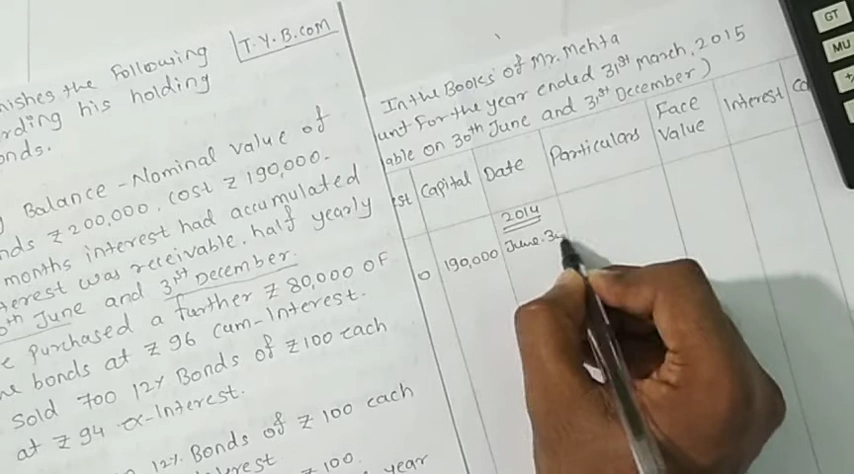 T.Y.B.com
nishes the Following
rding his holding
onds.
Balance - Nominal value of
nds ₹ 200,000. cost ₹ 190,000.
months interest had accumulated
terest was receivable. half yearly
0th June and 31st December.
e purchased a further ₹ 80,000 OF
he bonds at ₹ 96 Cum-Interest.
sold 700 12% Bonds of ₹ 100 each
at ₹ 94 Ex-Interest.
12% Bonds of ₹ 100 each
terest
₹ 100.
year
In the Books of Mr. Mehta
unt For the year ended 31st march, 2015
able on 30th June and 31st December)
est Capital Date Particulars Face Value Interest
2014
0 190,000 June.3
GT
MU